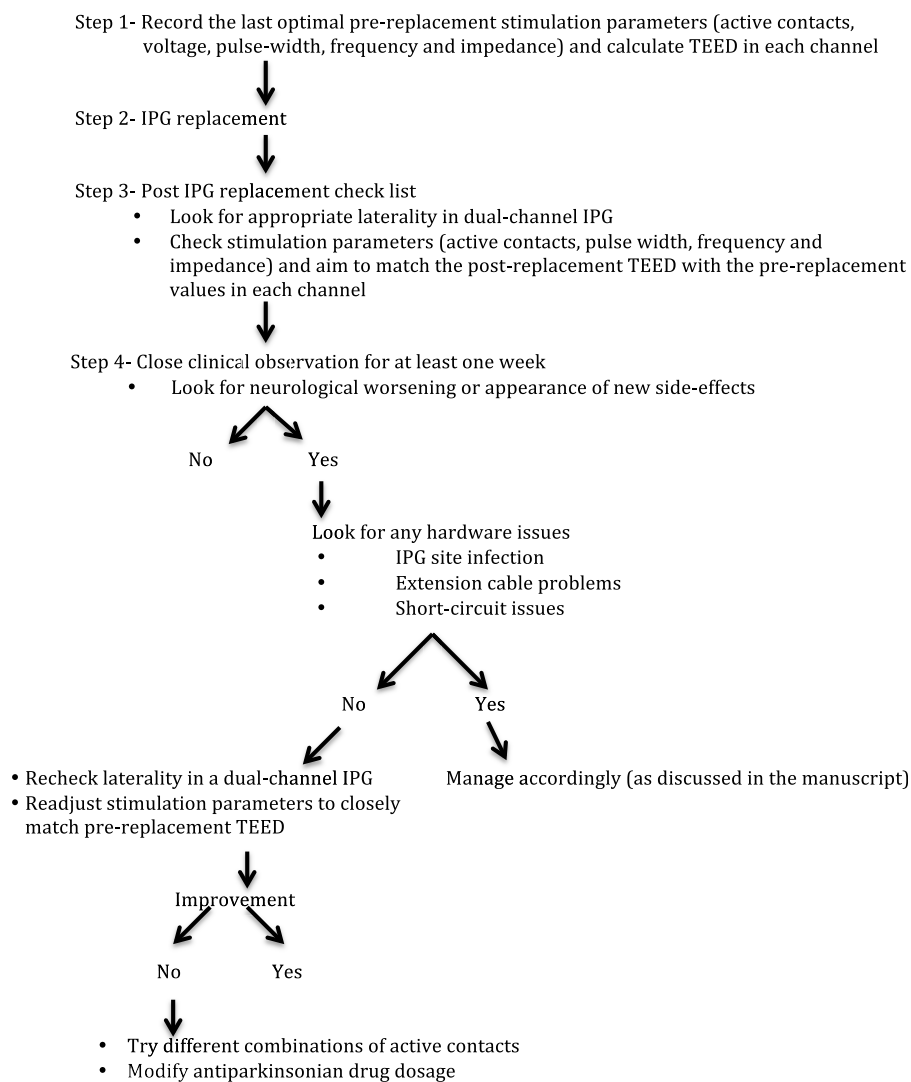 Step 1- Record the last optimal pre-replacement stimulation parameters (active contacts,
voltage, pulse-width, frequency and impedance) and calculate TEED in each channel
Step 2- IPG replacement
Step 3- Post IPG replacement check list
• Look for appropriate laterality in dual-channel IPG
• Check stimulation parameters (active contacts, pulse width, frequency and
impedance) and aim to match the post-replacement TEED with the pre-replacement
values in each channel
Step 4- Close clinical observation for at least one week
• Look for neurological worsening or appearance of new side-effects
No Yes
Look for any hardware issues
• IPG site infection
• Extension cable problems
• Short-circuit issues
No Yes
• Recheck laterality in a dual-channel IPG
• Readjust stimulation parameters to closely
match pre-replacement TEED
Manage accordingly (as discussed in the manuscript)
Improvement
No Yes
• Try different combinations of active contacts
• Modify antiparkinsonian drug dosage